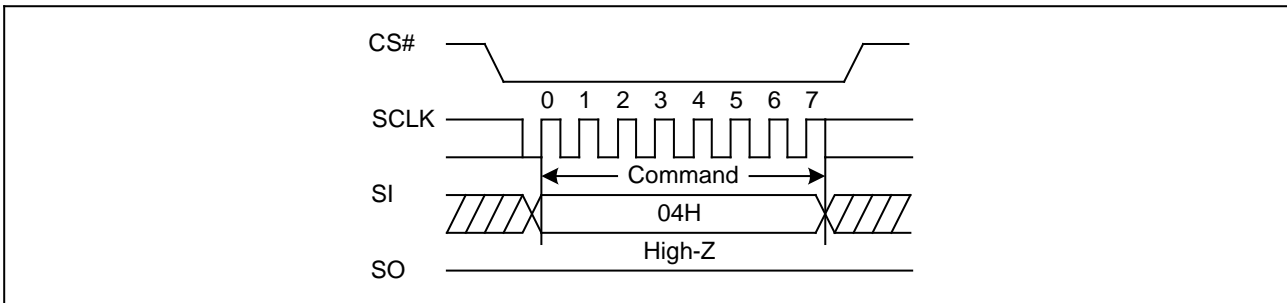 CS#
0 1 2 3 4 5 6 7
SCLK
Command
SI
04H
High-Z
SO